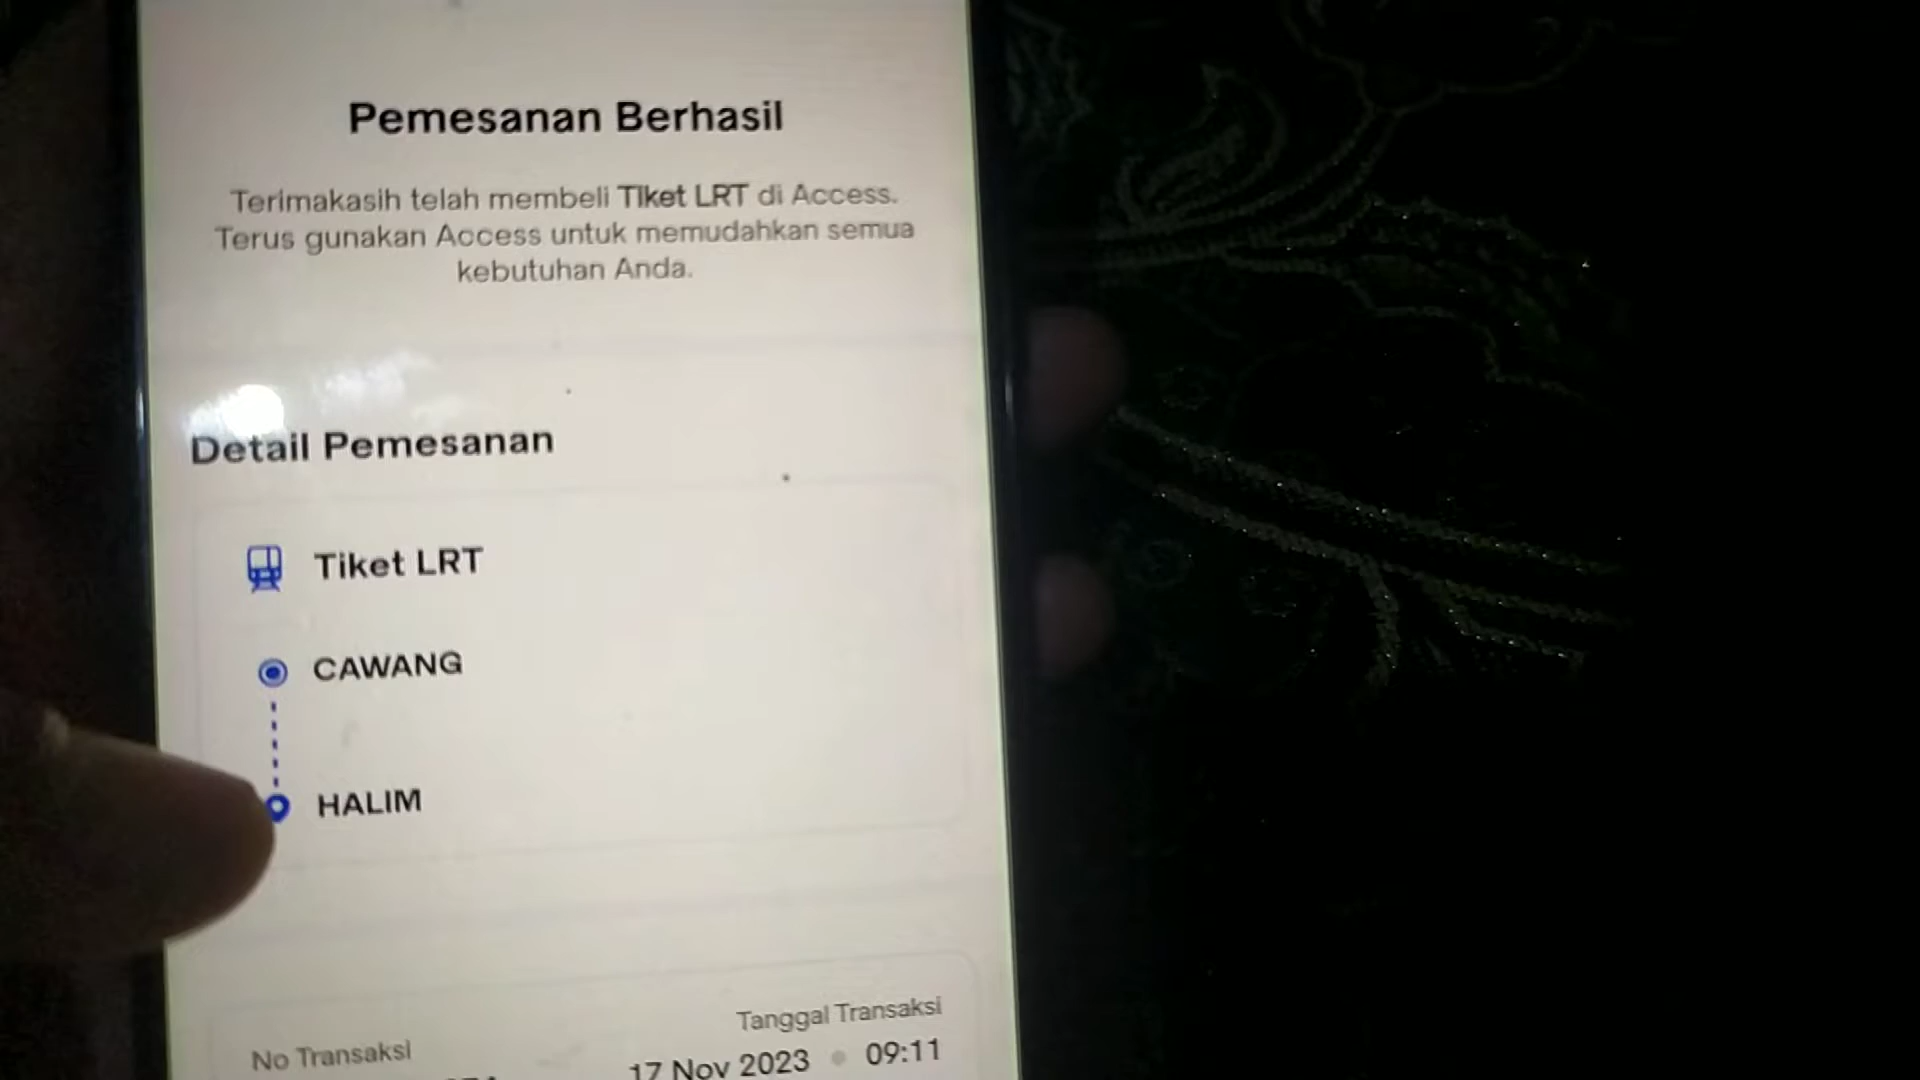 Pemesanan Berhasil
Terimakasih telah membeli Tiket LRT di Access.
Terus gunakan Access untuk memudahkan semua
kebutuhan Anda.
Detail Pemesanan
Tiket LRT
CAWANG
HALIM
Tanggal Transaksi
No Transaksi
17 Nov 2023 09:11